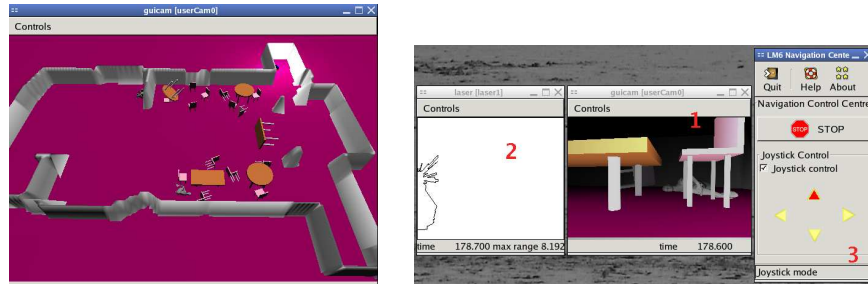 guicam [userCam0]
Controls
laser [laser1]
Controls
2
time 178.700 max range 8.192
guicam [userCam0]
Controls
1
time 178.600
LM6 Navigation Cente
Quit Help About
Navigation Control Centre
STOP STOP
Joystick Control
Joystick control
3
Joystick mode